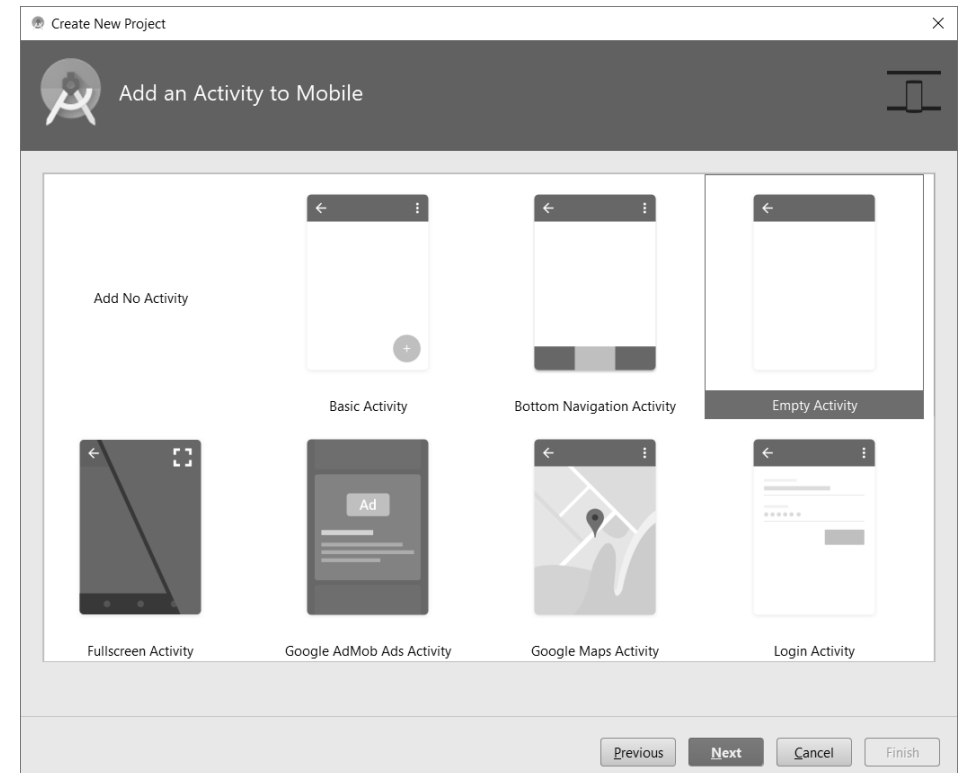 Create New Project
Add an Activity to Mobile
Add No Activity
Basic Activity
Bottom Navigation Activity
Empty Activity
Ad
Fullscreen Activity
Google AdMob Ads Activity
Google Maps Activity
Login Activity
Previous
Next
Cancel
Finish